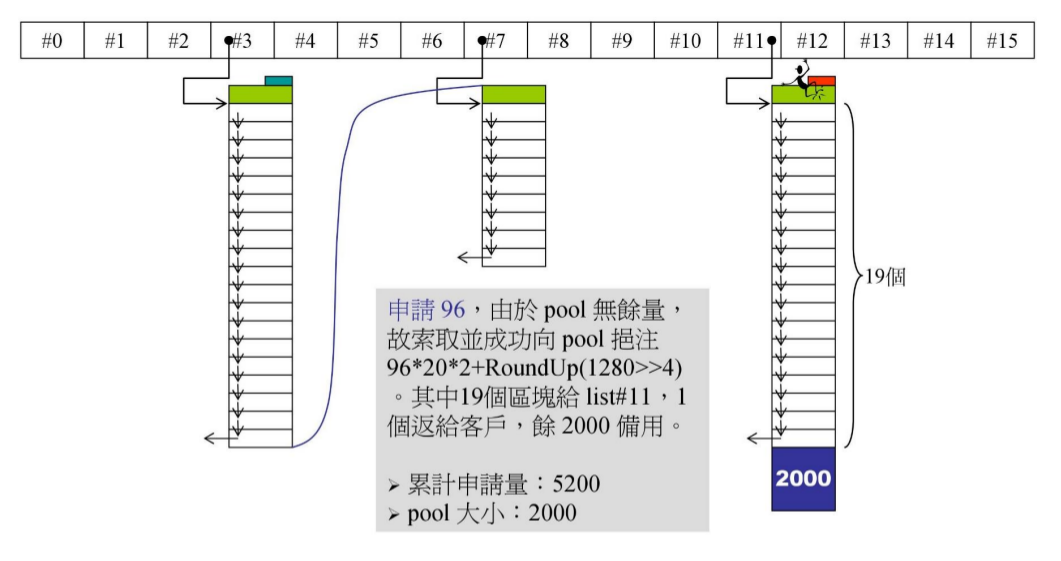 #0 #1 #2 #3 #4 #5 #6 #7 #8 #9 #10 #11 #12 #13 #14 #15
19個
申請 96，由於 pool 無餘量，
故索取並成功向 pool 挹注
96*20*2+RoundUp(1280>>4)
。其中19個區塊給 list#11，1
個返給客戶，餘 2000 備用。
➢ 累計申請量：5200
➢ pool 大小：2000
2000